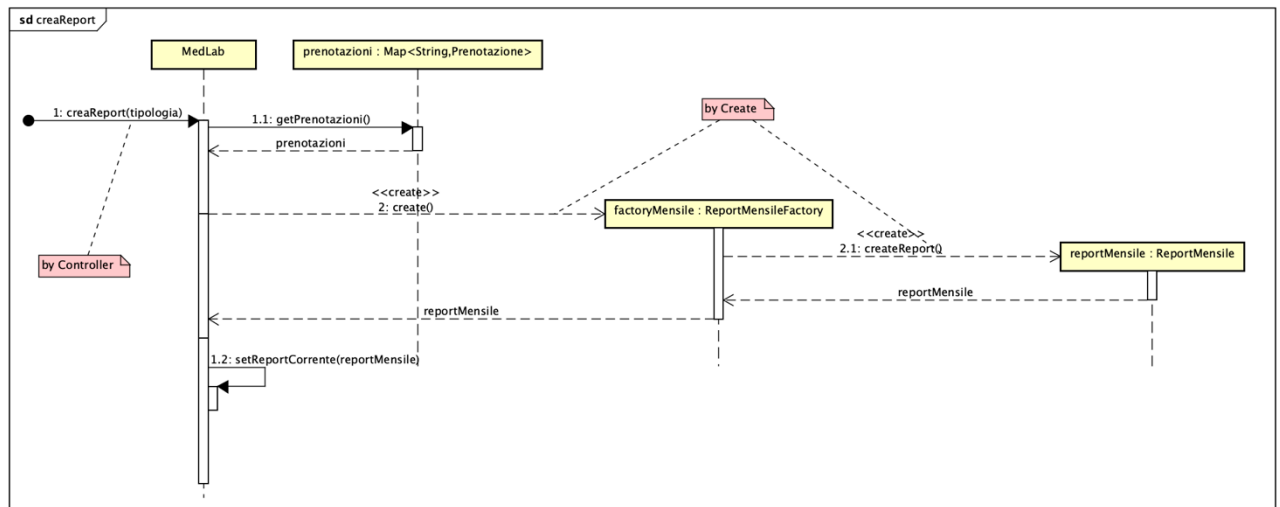 sd creaReport
MedLab
prenotazioni : Map<String,Prenotazione>
by Create
1: creaReport(tipologia)
1.1: getPrenotazioni()
prenotazioni
<<create>>
2: create()
factoryMensile : ReportMensileFactory
<<create>>
2.1: createReport()
reportMensile : ReportMensile
by Controller
reportMensile
reportMensile
1.2: setReportCorrente(reportMensile)